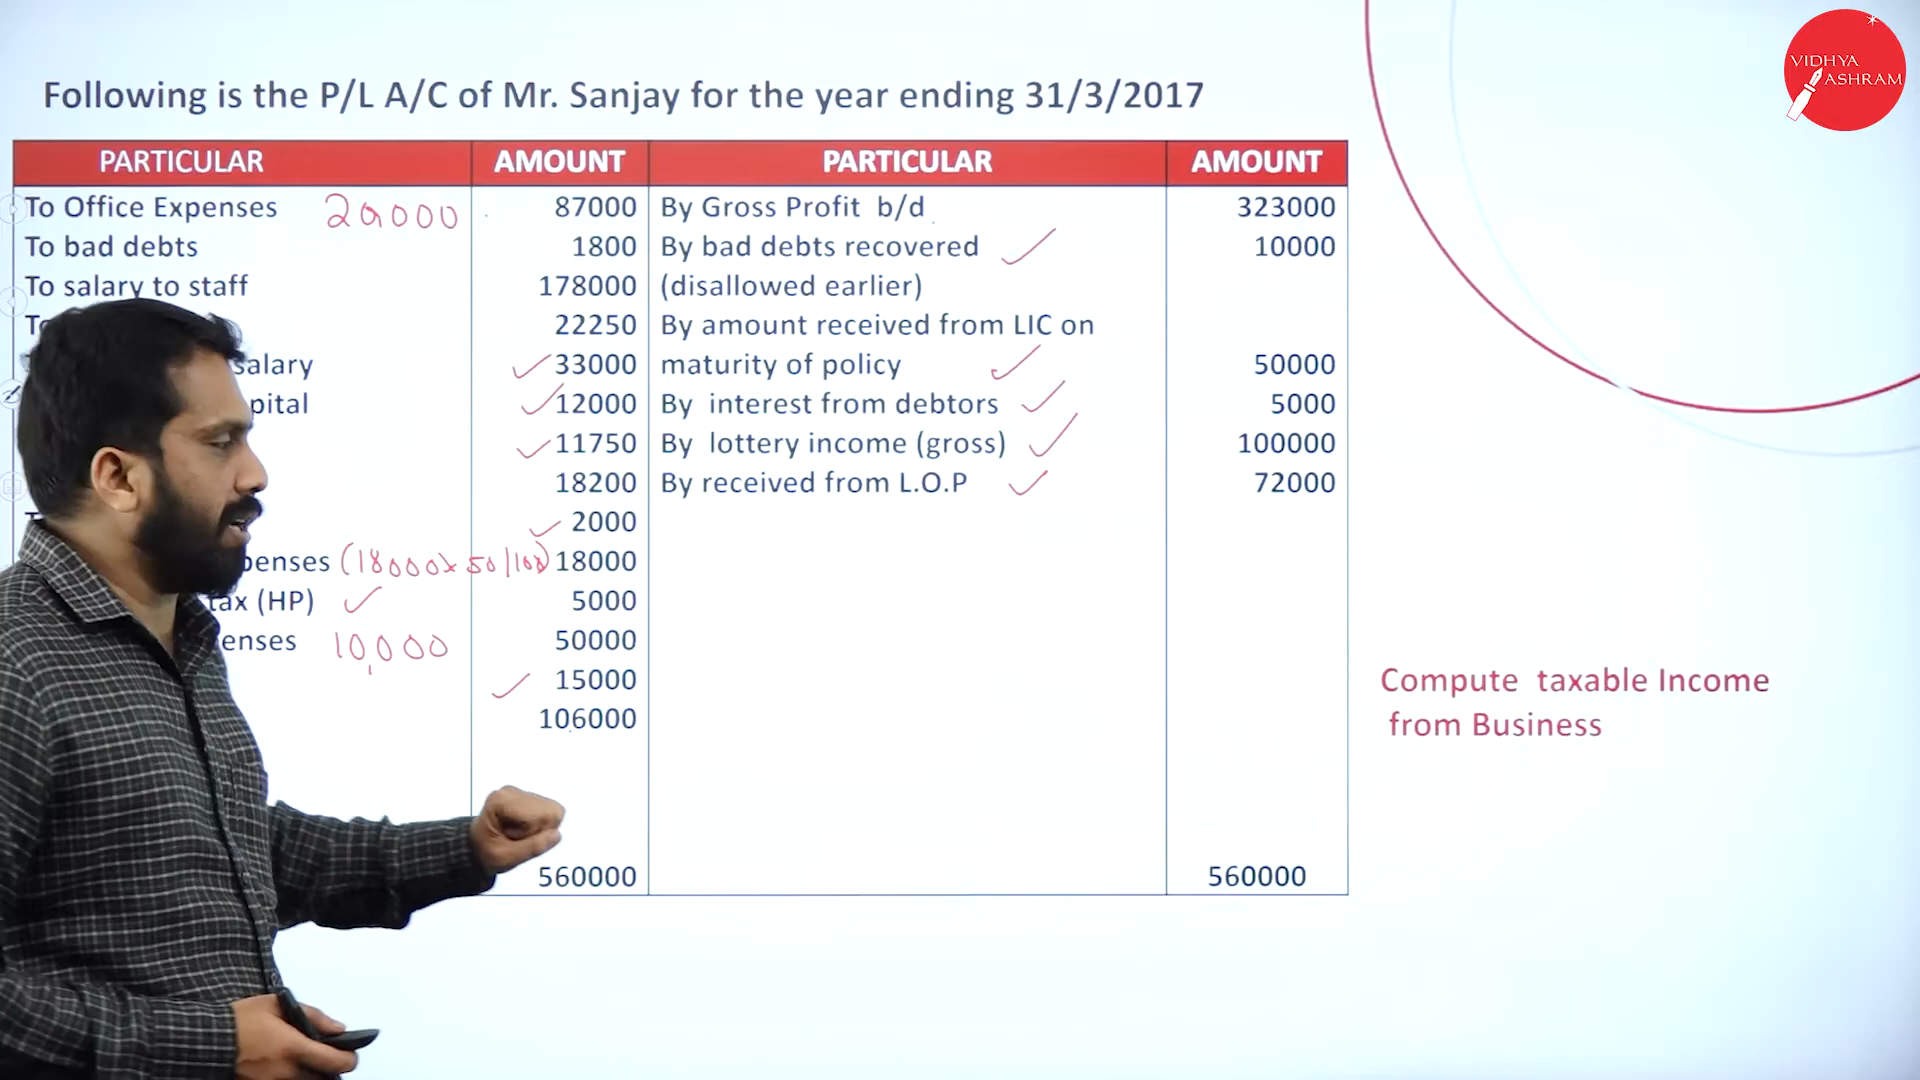 VIDHYA
ASHRAM
Following is the P/L A/C of Mr. Sanjay for the year ending 31/3/2017
PARTICULAR AMOUNT PARTICULAR AMOUNT
To Office Expenses 20000 87000 By Gross Profit b/d 323000
To bad debts 1800 By bad debts recovered 10000
To salary to staff 178000 (disallowed earlier)
22250 By amount received from LIC on
salary 33000 maturity of policy 50000
pital 12000 By interest from debtors 5000
11750 By lottery income (gross) 100000
18200 By received from L.O.P 72000
2000
penses (18000x50/100) 18000
tax (HP) 5000
enses 10,000 50000
15000
106000
Compute taxable Income
from Business
560000 560000